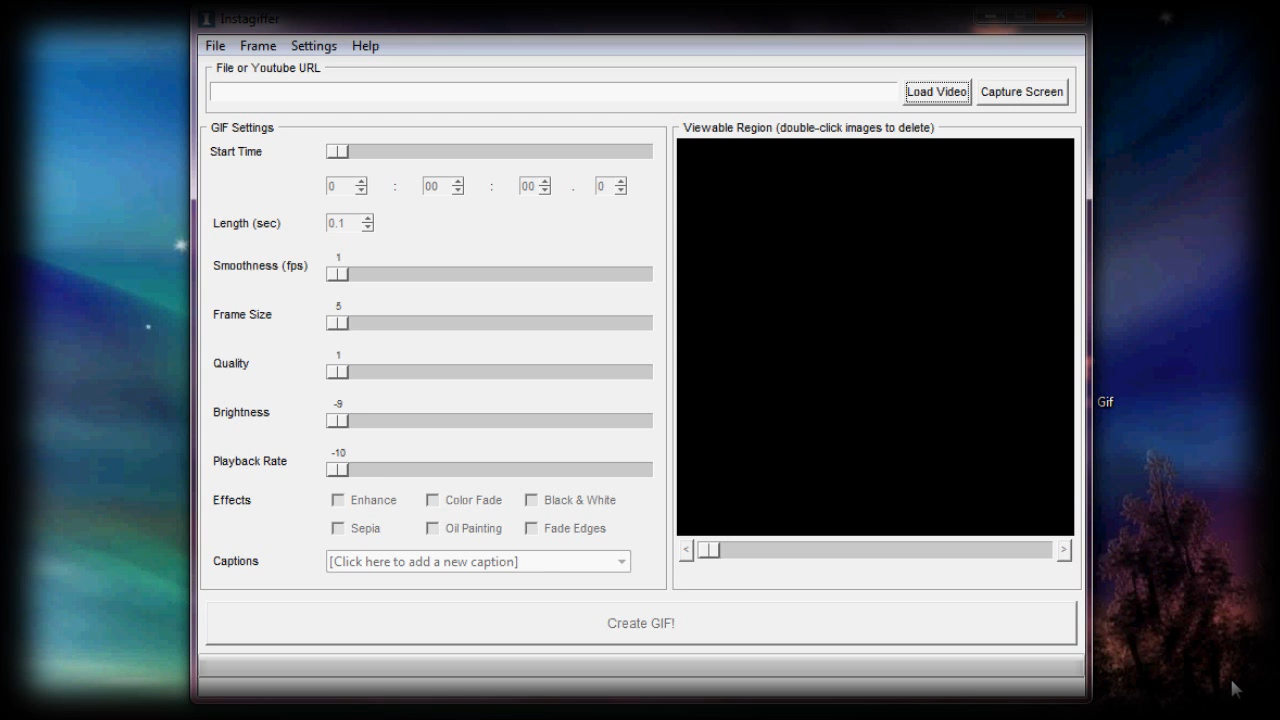 Instagiffer
File Frame Settings Help
File or Youtube URL
Load Video Capture Screen
GIF Settings
Viewable Region (double-click images to delete)
Start Time
0 : 00 : 00 . 0
Length (sec) 0.1
1
Smoothness (fps)
5
Frame Size
1
Quality
-9
Brightness
Gif
-10
Playback Rate
Effects Enhance Color Fade Black & White
Sepia Oil Painting Fade Edges
< >
Captions [Click here to add a new caption]
Create GIF!